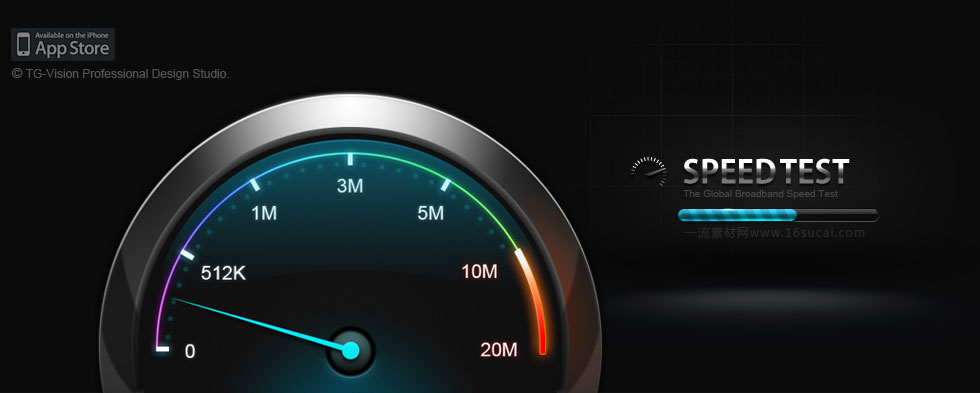 Available on the iPhone
App Store
© TG-Vision Professional Design Studio.
3M
1M
5M
512K
10M
0
20M
SPEED TEST
The Global Broadband Speed Test
一流素材网www.16sucai.com